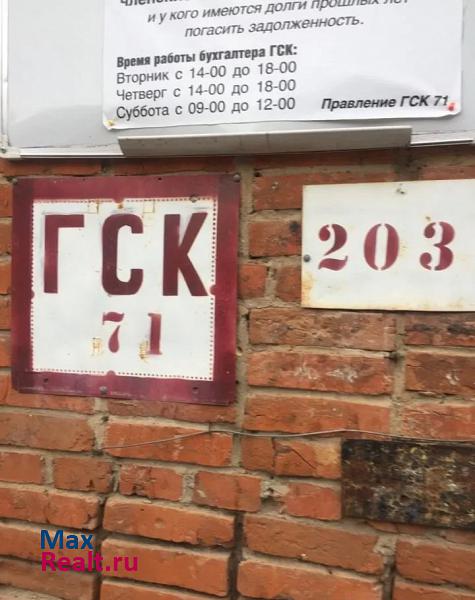 и у кого имеются долги прошлых лет
погасить задолженность.
Время работы бухгалтера ГСК:
Вторник с 14-00 до 18-00
Четверг с 14-00 до 18-00
Суббота с 09-00 до 12-00
Правление ГСК 71
ГСК
71
203
Max
Realt.ru